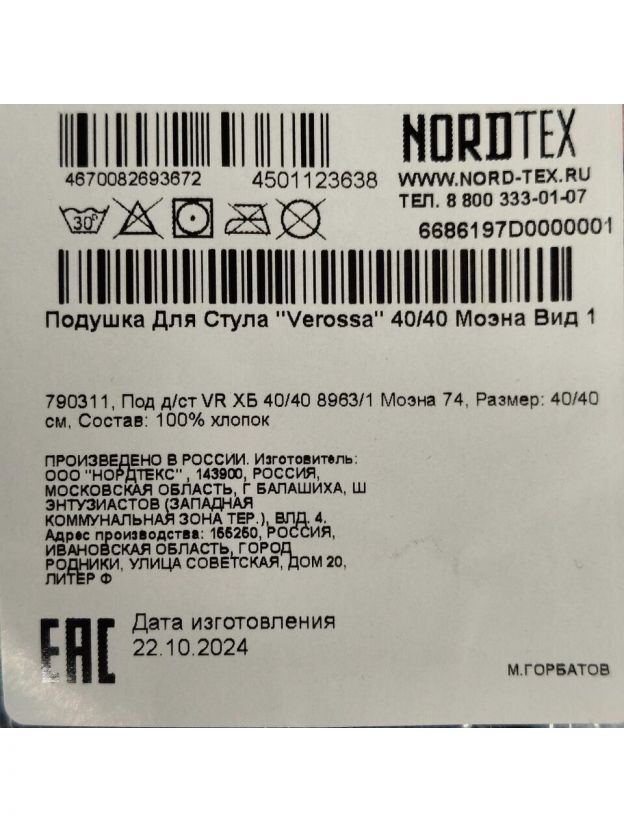 NORDTEX
4670082693672 4501123638
WWW.NORD-TEX.RU
ТЕЛ. 8 800 333-01-07
30°
6686197D0000001
Подушка Для Стула "Verossa" 40/40 Моэна Вид 1
790311, Под д/ст VR ХБ 40/40 8963/1 Моэна 74, Размер: 40/40
см, Состав: 100% хлопок
ПРОИЗВЕДЕНО В РОССИИ. Изготовитель:
ООО "НОРДТЕКС" , 143900, РОССИЯ,
МОСКОВСКАЯ ОБЛАСТЬ, Г БАЛАШИХА, Ш
ЭНТУЗИАСТОВ (ЗАПАДНАЯ
КОММУНАЛЬНАЯ ЗОНА ТЕР.), ВЛД. 4,
Адрес производства: 155250, РОССИЯ,
ИВАНОВСКАЯ ОБЛАСТЬ, ГОРОД
РОДНИКИ, УЛИЦА СОВЕТСКАЯ, ДОМ 20,
ЛИТЕР Ф
EAC
Дата изготовления
22.10.2024
М.ГОРБАТОВ